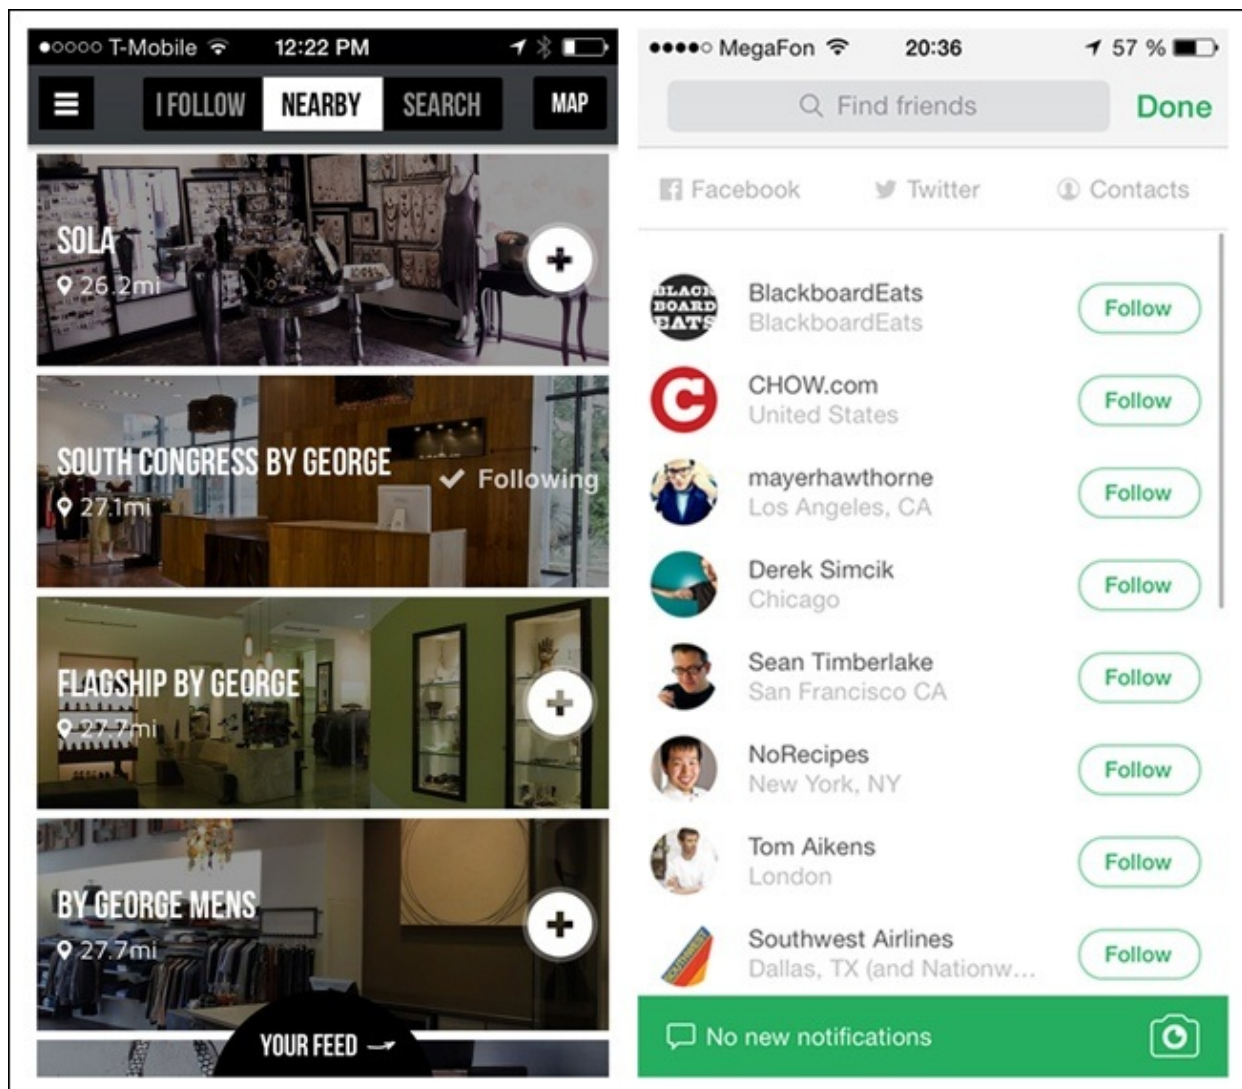 T-Mobile 12:22 PM
I FOLLOW NEARBY SEARCH MAP
SOLA
26.2mi
SOUTH CONGRESS BY GEORGE
Following
27.1mi
FLAGSHIP BY GEORGE
27.7mi
BY GEORGE MENS
27.7mi
YOUR FEED
MegaFon 20:36 57 %
Find friends Done
Facebook Twitter Contacts
BLACK
BOARD
EATS
BlackboardEats
BlackboardEats
Follow
CHOW.com
United States
Follow
mayerhawthorne
Los Angeles, CA
Follow
Derek Simcik
Chicago
Follow
Sean Timberlake
San Francisco CA
Follow
NoRecipes
New York, NY
Follow
Tom Aikens
London
Follow
SOUTHWEST
Southwest Airlines
Dallas, TX (and Nationw...
Follow
No new notifications